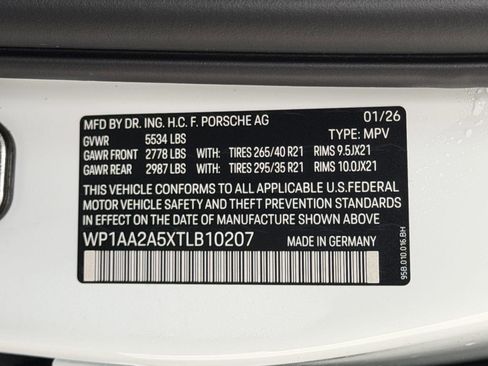 MFD BY DR. ING. H.C. F. PORSCHE AG 01/26
GVWR 5534 LBS TYPE: MPV
GAWR FRONT 2778 LBS WITH: TIRES 265/40 R21 RIMS 9.5JX21
GAWR REAR 2987 LBS WITH: TIRES 295/35 R21 RIMS 10.0JX21
THIS VEHICLE CONFORMS TO ALL APPLICABLE U.S.FEDERAL
MOTOR VEHICLE SAFETY AND THEFT PREVENTION STANDARDS
IN EFFECT ON THE DATE OF MANUFACTURE SHOWN ABOVE.
WP1AA2A5XTLB10207 MADE IN GERMANY
95B.010.016.BH